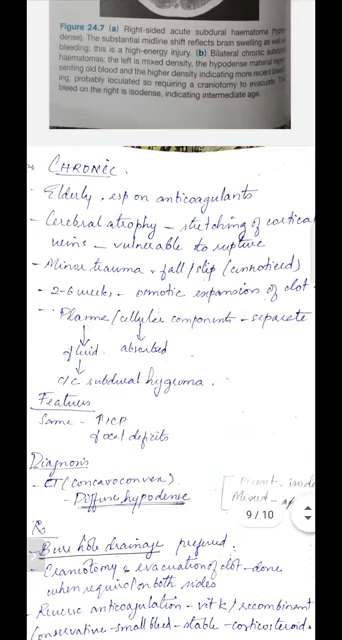 Figure 24.7 (a) Right-sided acute subdural haematoma (hyper-
dense). The substantial midline shift reflects brain swelling as well as
bleeding; this is a high-energy injury. (b) Bilateral chronic subdural
haematomas: the left is mixed density, the hypodense material repre-
senting old blood and the higher density indicating more recent bleed-
ing, probably loculated so requiring a craniotomy to evacuate. The
bleed on the right is isodense, indicating intermediate age.
CHRONIC:
- Elderly, esp on anticoagulants
- Cerebral atrophy - stretching of cortical
veins - vulnerable to rupture
- Minor trauma fall/slip (unnoticed)
- 2-6 weeks - osmotic expansion of clot
- Plasma/cellular components - separate
fluid absorbed
c/c subdural hygroma.
Features
Same - ↑ICP
focal deficits
Diagnosis
- CT (concavoconvex)
- Diffuse hypodense
Mixed -
9 / 10
Rx
- Burr hole drainage preferred.
- Craniotomy & evacuation of clot - done
when required/on both sides
- Reverse anticoagulation - vit k/recombinant
Conservative - small bleed - stable - corticosteroid